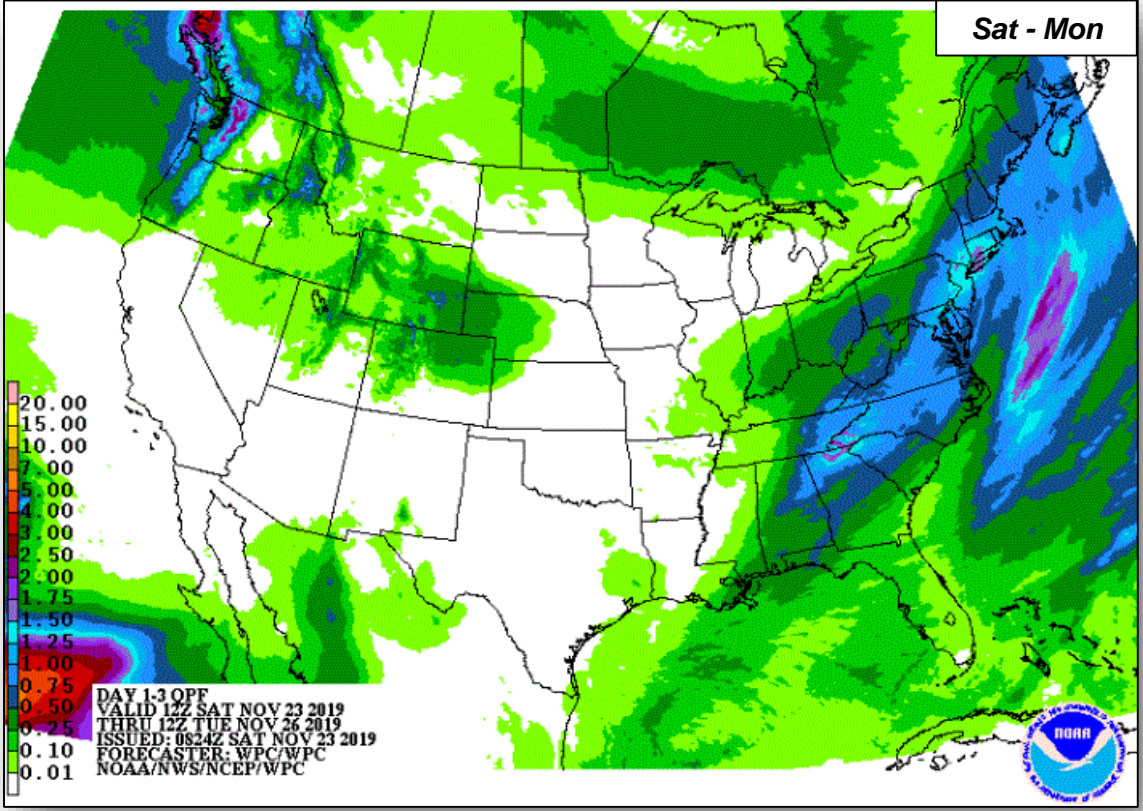 Sat - Mon
20.00
15.00
10.00
7.00
5.00
4.00
3.00
2.50
2.00
1.75
1.50
1.25
1.00
0.75
0.50
0.25
0.10
0.01
DAY 1-3 QPF
VALID 12Z SAT NOV 23 2019
THRU 12Z TUE NOV 26 2019
ISSUED: 0824Z SAT NOV 23 2019
FORECASTER: WPC/WPC
NOAA/NWS/NCEP/WPC
NOAA